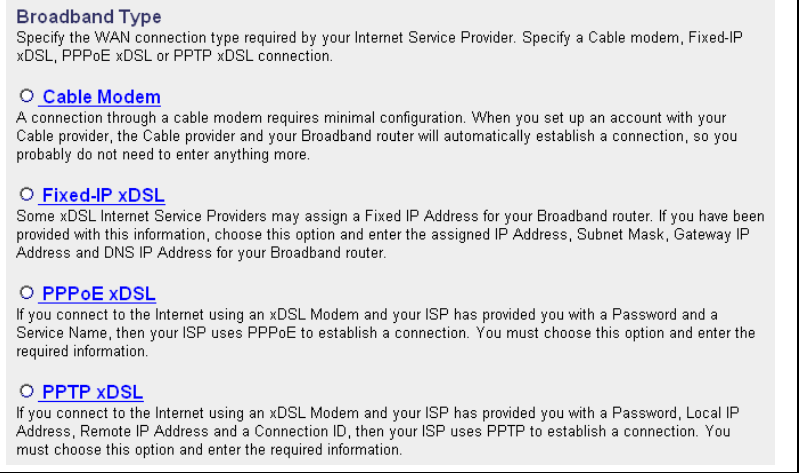 Broadband Type
Specify the WAN connection type required by your Internet Service Provider. Specify a Cable modem, Fixed-IP
xDSL, PPPoE xDSL or PPTP xDSL connection.
Cable Modem
A connection through a cable modem requires minimal configuration. When you set up an account with your
Cable provider, the Cable provider and your Broadband router will automatically establish a connection, so you
probably do not need to enter anything more.
Fixed-IP xDSL
Some xDSL Internet Service Providers may assign a Fixed IP Address for your Broadband router. If you have been
provided with this information, choose this option and enter the assigned IP Address, Subnet Mask, Gateway IP
Address and DNS IP Address for your Broadband router.
PPPoE xDSL
If you connect to the Internet using an xDSL Modem and your ISP has provided you with a Password and a
Service Name, then your ISP uses PPPoE to establish a connection. You must choose this option and enter the
required information.
PPTP xDSL
If you connect to the Internet using an xDSL Modem and your ISP has provided you with a Password, Local IP
Address, Remote IP Address and a Connection ID, then your ISP uses PPTP to establish a connection. You
must choose this option and enter the required information.